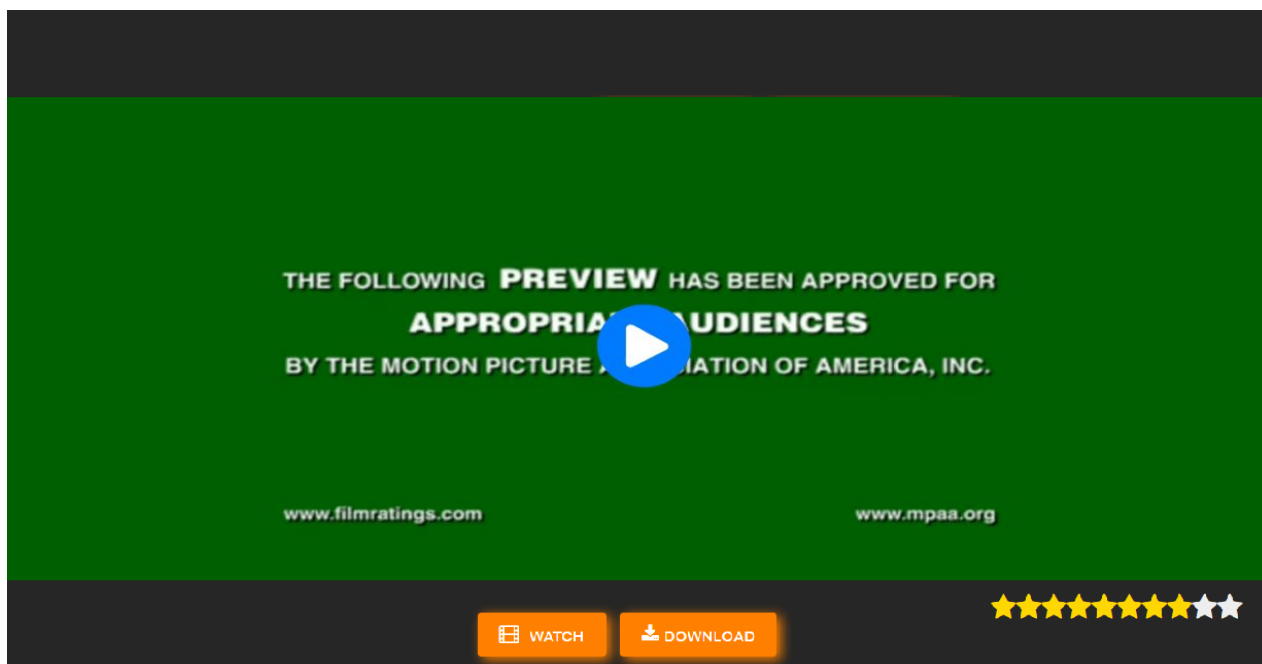 THE FOLLOWING PREVIEW HAS BEEN APPROVED FOR
AUDIENCES
BY THE MOTION PICTURE OF AMERICA, INC.
www.filmratings.com www.mpaa.org
WATCH DOWNLOAD